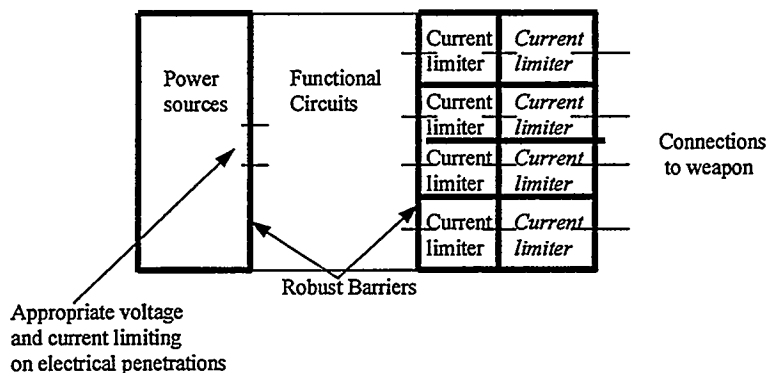 Power
sources
Functional
Circuits
Current
limiter
Current
limiter
Current
limiter
Current
limiter
Current
limiter
Current
limiter
Current
limiter
Current
limiter
Connections
to weapon
Robust Barriers
Appropriate voltage
and current limiting
on electrical penetrations